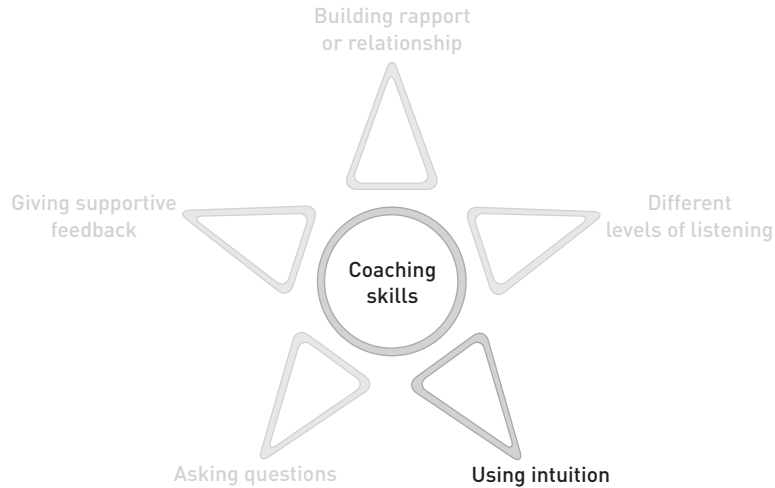 Building rapport
or relationship
Giving supportive
feedback
Different
levels of listening
Coaching
skills
Asking questions
Using intuition